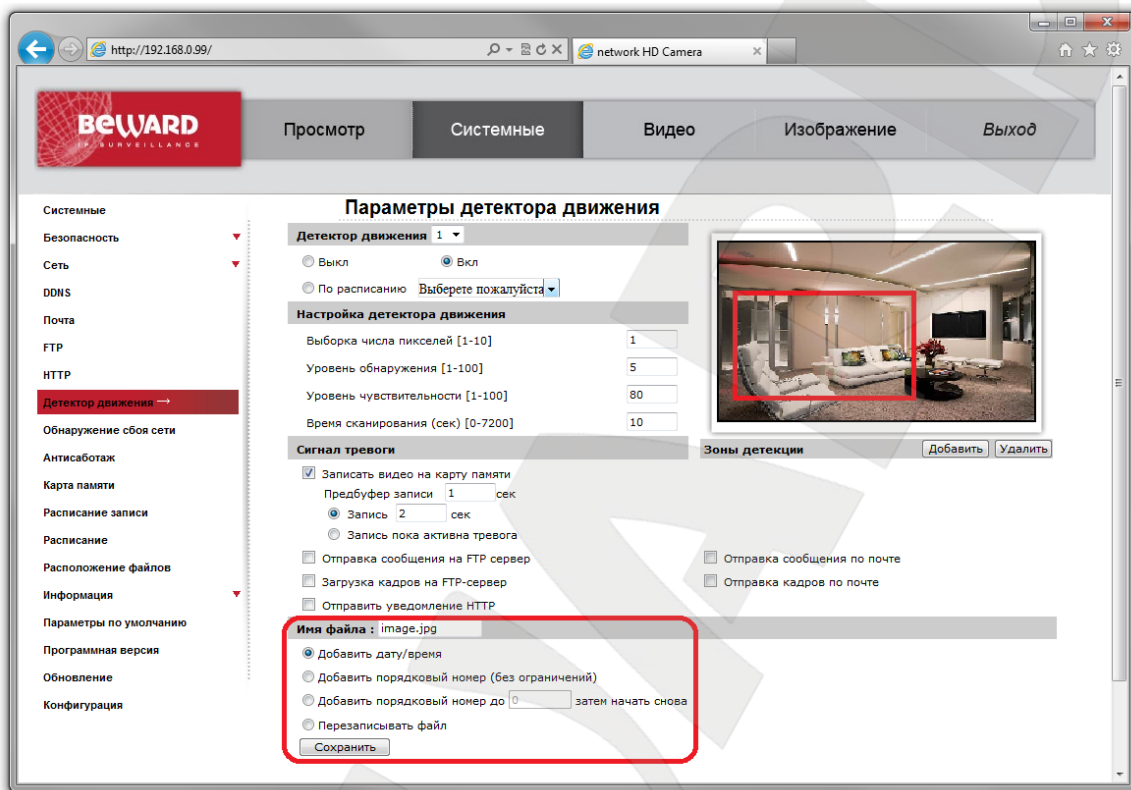 http://192.168.0.99/
network HD Camera
BEWARD
IP SURVEILLANCE
Просмотр
Системные
Видео
Изображение
Выход
Системные
Безопасность
Сеть
DDNS
Почта
FTP
HTTP
Детектор движения →
Обнаружение сбоя сети
Антисаботаж
Карта памяти
Расписание записи
Расписание
Расположение файлов
Информация
Параметры по умолчанию
Программная версия
Обновление
Конфигурация
Параметры детектора движения
Детектор движения 1
Выкл Вкл
По расписанию Выберете пожалуйста
Настройка детектора движения
Выборка числа пикселей [1-10] 1
Уровень обнаружения [1-100] 5
Уровень чувствительности [1-100] 80
Время сканирования (сек) [0-7200] 10
Сигнал тревоги
Зоны детекции Добавить Удалить
Записать видео на карту памяти
Предбуфер записи 1 сек
Запись 2 сек
Запись пока активна тревога
Отправка сообщения на FTP сервер Отправка сообщения по почте
Загрузка кадров на FTP-сервер Отправка кадров по почте
Отправить уведомление HTTP
Имя файла : image.jpg
Добавить дату/время
Добавить порядковый номер (без ограничений)
Добавить порядковый номер до 0 затем начать снова
Перезаписывать файл
Сохранить